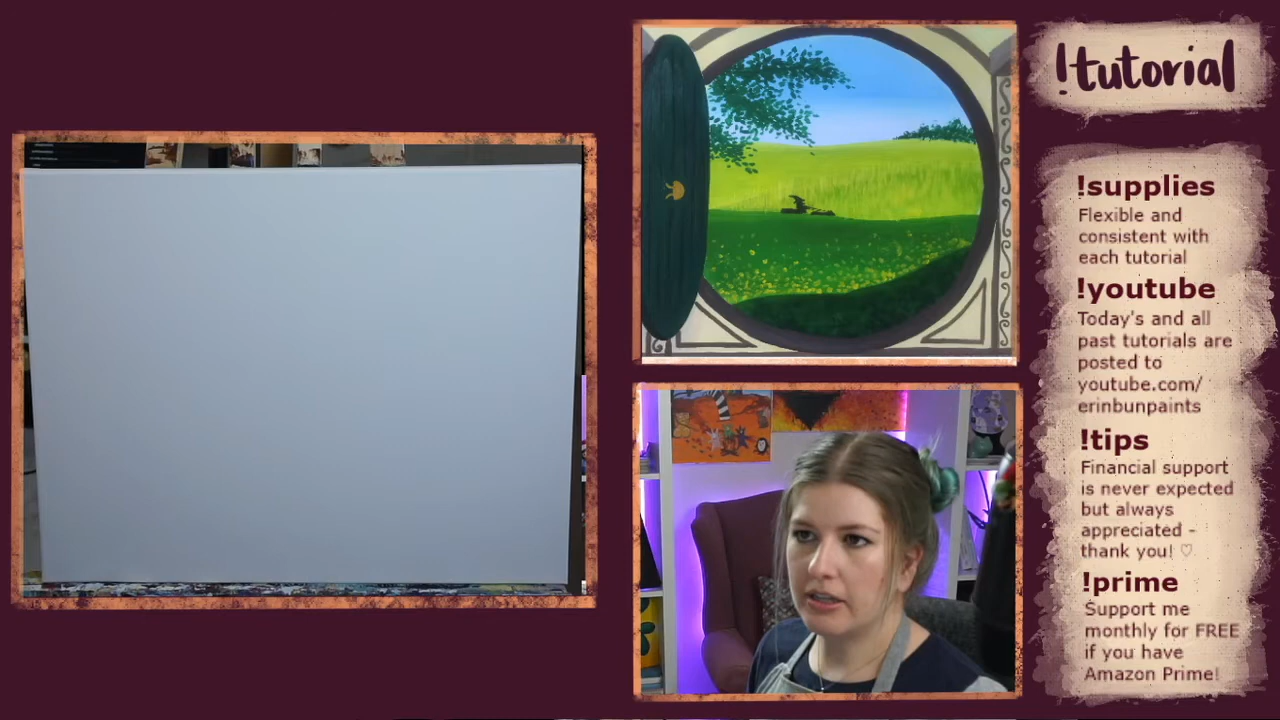 !tutorial
!supplies
Flexible and
consistent with
each tutorial
!youtube
Today's and all
past tutorials are
posted to
youtube.com/
erinbunpaints
!tips
Financial support
is never expected
but always
appreciated -
thank you! ♡
!prime
Support me
monthly for FREE
if you have
Amazon Prime!